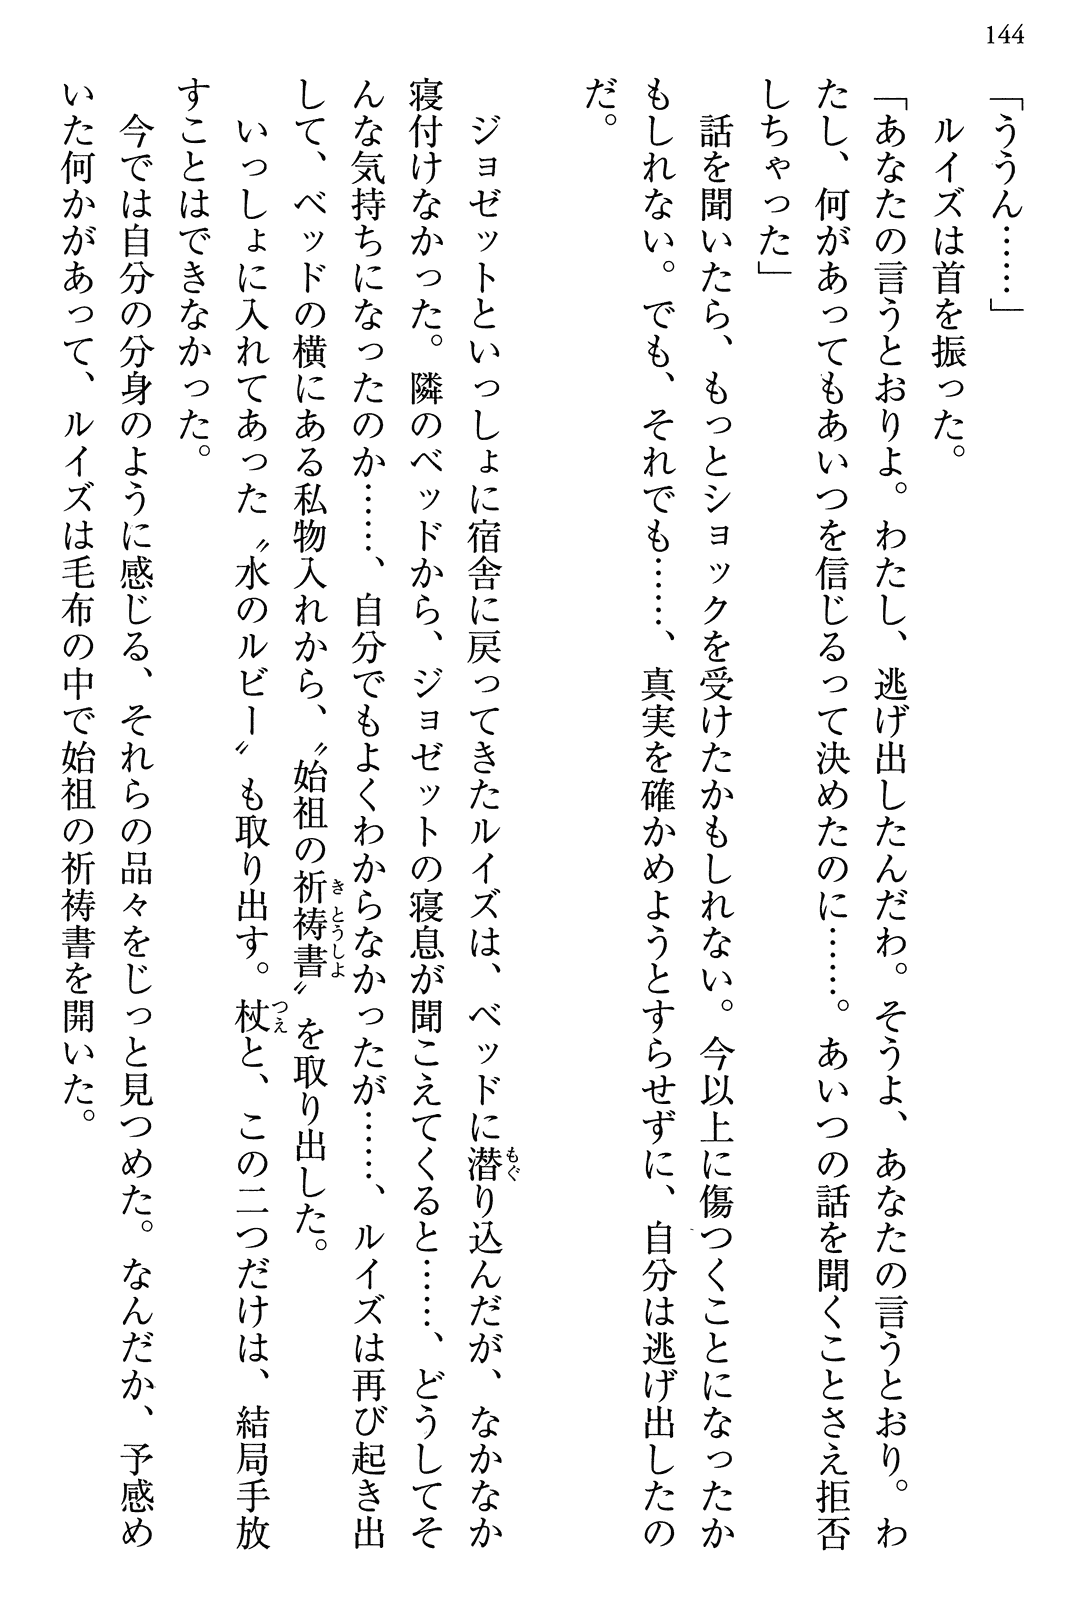 144
「ううん……」
　ルイズは首を振った。
「あなたの言うとおりよ。わたし、逃げ出したんだわ。そうよ、あなたの言うとおり。わ
たし、何があってもあいつを信じるって決めたのに……。あいつの話を聞くことさえ拒否
しちゃった」
　話を聞いたら、もっとショックを受けたかもしれない。今以上に傷つくことになったか
もしれない。でも、それでも……、真実を確かめようとすらせずに、自分は逃げ出したの
だ。
　ジョゼットといっしょに宿舎に戻ってきたルイズは、ベッドに潜り込んだが、なかなか
もぐ
寝付けなかった。隣のベッドから、ジョゼットの寝息が聞こえてくると……、どうしてそ
んな気持ちになったのか……、自分でもよくわからなかったが……、ルイズは再び起き出
して、ベッドの横にある私物入れから、〝始祖の祈祷書〟を取り出した。
きとうしよ
　いっしょに入れてあった〝水のルビー〟も取り出す。杖と、この二つだけは、結局手放
つえ
すことはできなかった。
　今では自分の分身のように感じる、それらの品々をじっと見つめた。なんだか、予感め
いた何かがあって、ルイズは毛布の中で始祖の祈祷書を開いた。